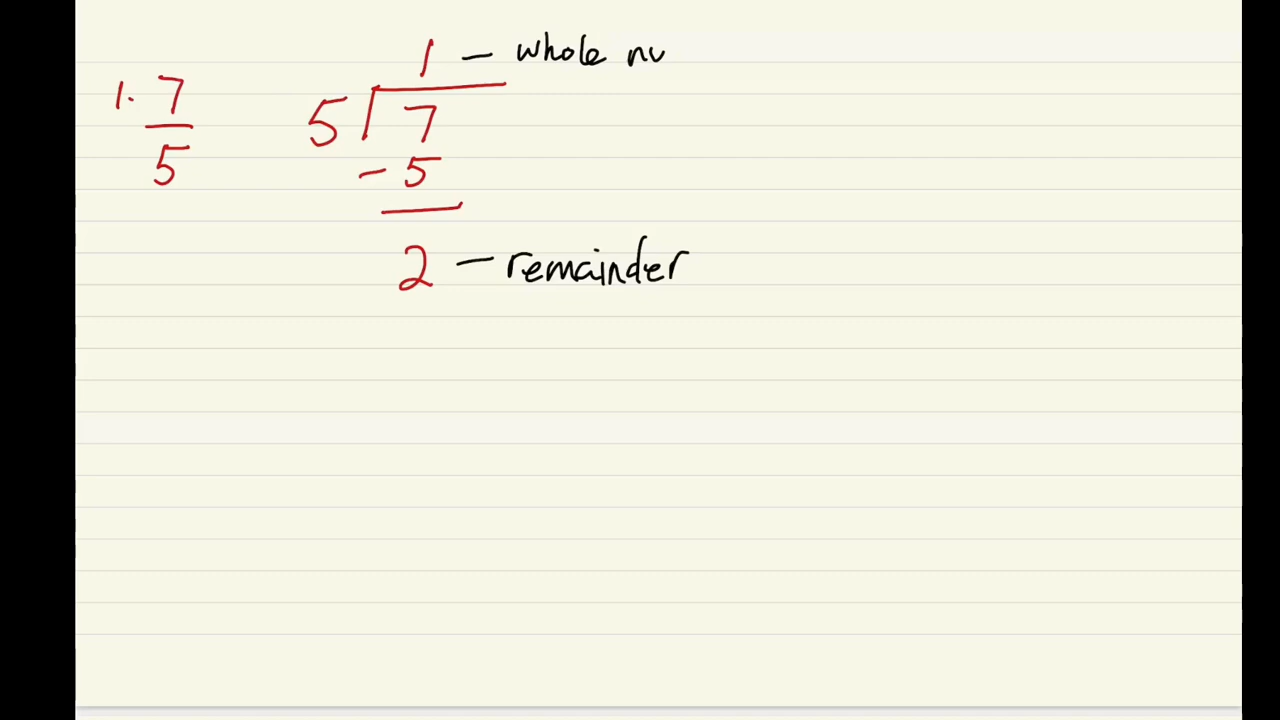 1. 7/5
1 — whole nu
5 7
- 5
2 — remainder